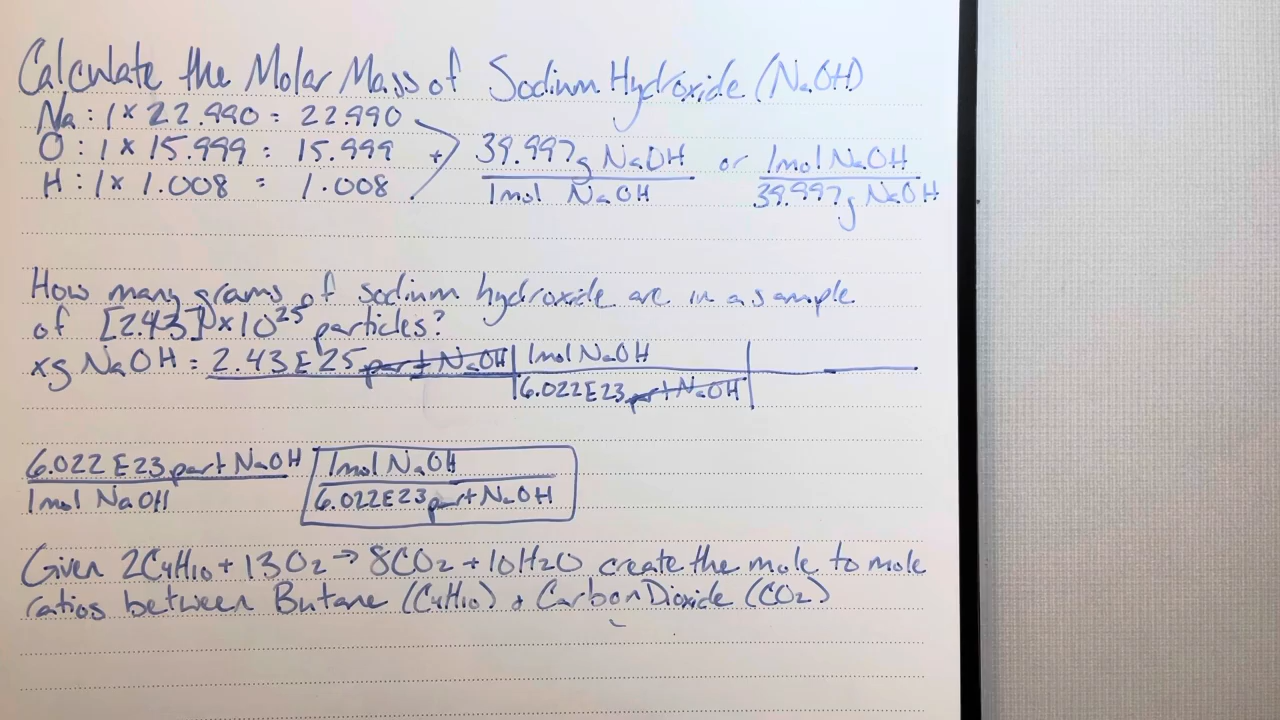 Calculate the Molar Mass of Sodium Hydroxide (NaOH)
Na : 1 × 22.990 = 22.990
O : 1 × 15.999 = 15.999 + 39.997g NaOH or 1mol NaOH
H : 1 × 1.008 = 1.008 1mol NaOH 39.997g NaOH
How many grams of sodium hydroxide are in a sample
of [2.43] × 10²⁵ particles?
xg NaOH = 2.43E25 part NaOH 1mol NaOH
6.022E23 part NaOH
6.022E23 part NaOH 1mol NaOH
1mol NaOH 6.022E23 part NaOH
Given 2C4H10 + 13O2 → 8CO2 + 10H2O create the mole to mole
ratios between Butane (C4H10) + Carbon Dioxide (CO2)